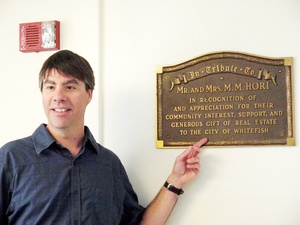 In Tribute To
MR. AND MRS. M. M. HORI
IN RECOGNITION OF
AND APPRECIATION FOR THEIR
COMMUNITY INTEREST, SUPPORT, AND
GENEROUS GIFT OF REAL ESTATE
TO THE CITY OF WHITEFISH